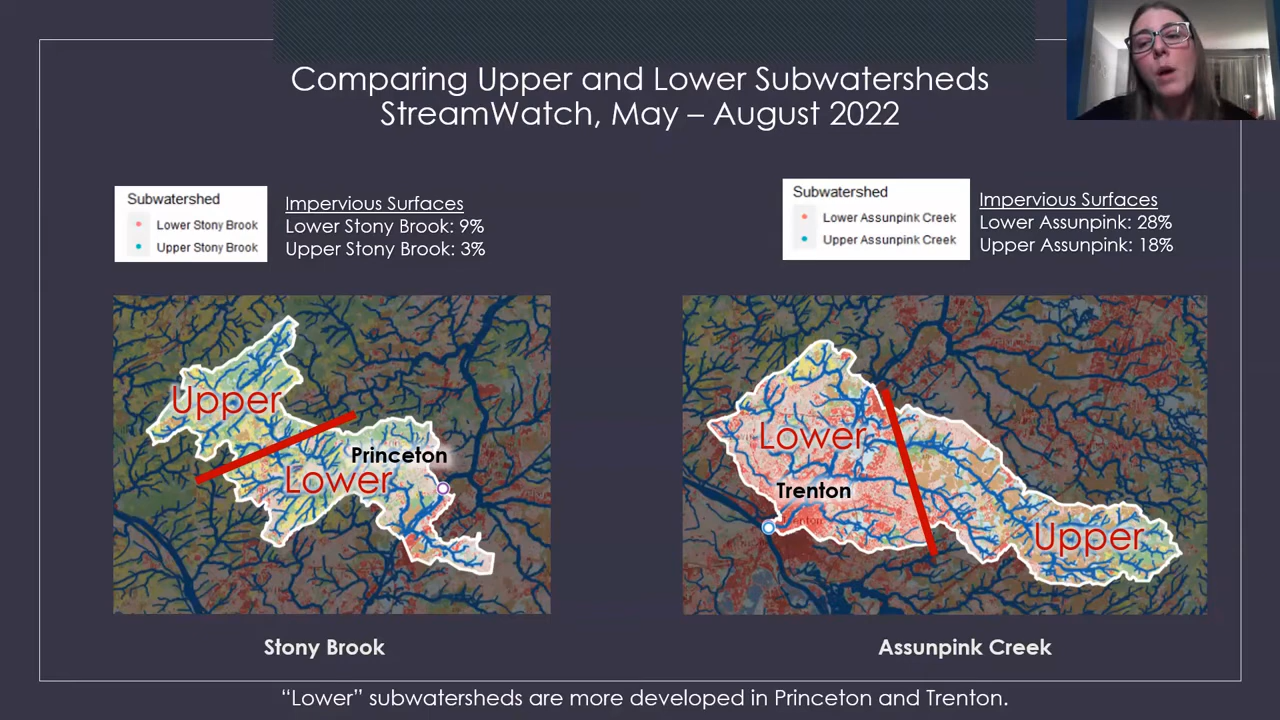 Comparing Upper and Lower Subwatersheds
StreamWatch, May – August 2022
Subwatershed
Lower Stony Brook
Upper Stony Brook
Impervious Surfaces
Lower Stony Brook: 9%
Upper Stony Brook: 3%
Subwatershed
Lower Assunpink Creek
Upper Assunpink Creek
Impervious Surfaces
Lower Assunpink: 28%
Upper Assunpink: 18%
Upper
Princeton
Lower
Lower
Trenton
Trenton
Upper
Stony Brook
Assunpink Creek
“Lower” subwatersheds are more developed in Princeton and Trenton.